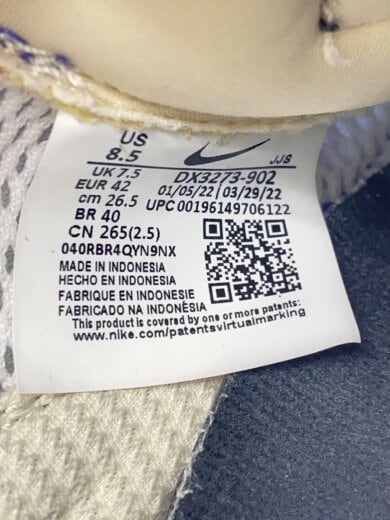 US
8.5
UK 7.5
EUR 42
cm 26.5
BR 40
CN 265(2.5)
040RBR4QYN9NX
JJS
DX3273-902
01/05/22 | 03/29/22
UPC 00196149706122
MADE IN INDONESIA
HECHO EN INDONESIA
FABRIQUE EN INDONESIE
FABRICADO NA INDONÉSIA
This product is covered by one or more patents:
www.nike.com/patentsvirtualmarking